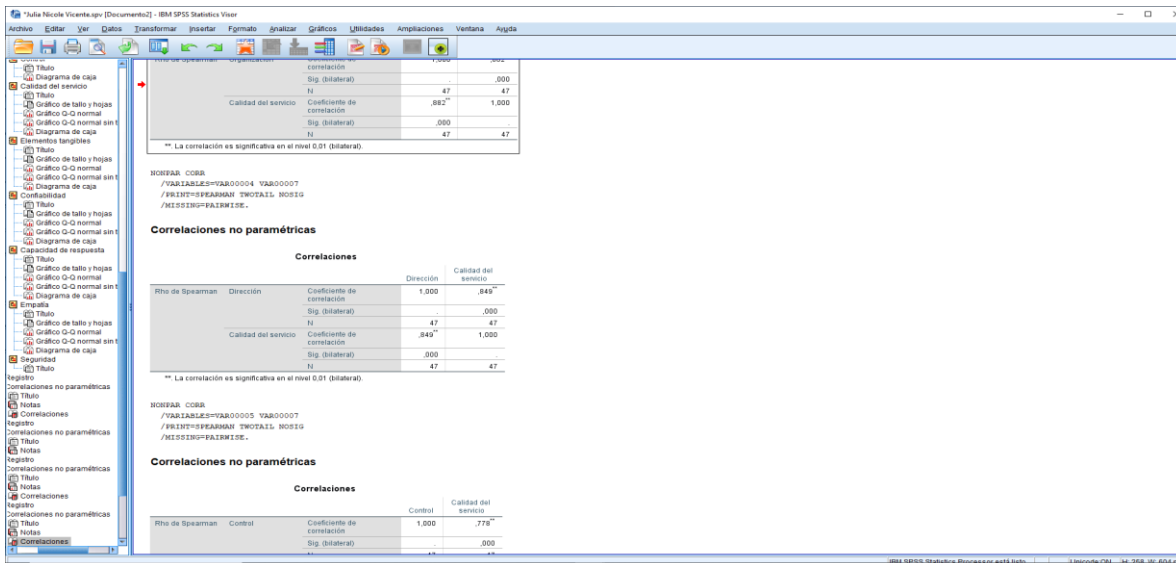 *Julia Nicole Vicente.spv [Documento2] - IBM SPSS Statistics Visor
Archivo Editar Ver Datos Transformar Insertar Formato Analizar Gráficos Utilidades Ampliaciones Ventana Ayuda
Título
Diagrama de caja
Calidad del servicio
Título
Gráfico de tallo y hojas
Gráfico Q-Q normal
Gráfico Q-Q normal sin t
Diagrama de caja
Elementos tangibles
Título
Gráfico de tallo y hojas
Gráfico Q-Q normal
Gráfico Q-Q normal sin t
Diagrama de caja
Confiabilidad
Título
Gráfico de tallo y hojas
Gráfico Q-Q normal
Gráfico Q-Q normal sin t
Diagrama de caja
Capacidad de respuesta
Título
Gráfico de tallo y hojas
Gráfico Q-Q normal
Gráfico Q-Q normal sin t
Diagrama de caja
Empatía
Título
Gráfico de tallo y hojas
Gráfico Q-Q normal
Gráfico Q-Q normal sin t
Diagrama de caja
Seguridad
Título
Registro
Correlaciones no paramétricas
Título
Notas
Correlaciones
Registro
Correlaciones no paramétricas
Título
Notas
Registro
Correlaciones no paramétricas
Título
Notas
Correlaciones
Registro
Correlaciones no paramétricas
Título
Notas
Correlaciones
Rho de Spearman Organización
correlación
Sig. (bilateral) . ,000
N 47 47
Calidad del servicio Coeficiente de correlación ,882** 1,000
Sig. (bilateral) ,000 .
N 47 47
**. La correlación es significativa en el nivel 0,01 (bilateral).
NONPAR CORR
/VARIABLES=VAR00004 VAR00007
/PRINT=SPEARMAN TWOTAIL NOSIG
/MISSING=PAIRWISE.
Correlaciones no paramétricas
Correlaciones
Dirección Calidad del servicio
Rho de Spearman Dirección Coeficiente de correlación 1,000 ,849**
Sig. (bilateral) . ,000
N 47 47
Calidad del servicio Coeficiente de correlación ,849** 1,000
Sig. (bilateral) ,000 .
N 47 47
**. La correlación es significativa en el nivel 0,01 (bilateral).
NONPAR CORR
/VARIABLES=VAR00005 VAR00007
/PRINT=SPEARMAN TWOTAIL NOSIG
/MISSING=PAIRWISE.
Correlaciones no paramétricas
Correlaciones
Control Calidad del servicio
Rho de Spearman Control Coeficiente de correlación 1,000 ,778**
Sig. (bilateral) . ,000
IBM SPSS Statistics Processor está listo Unicode:ON